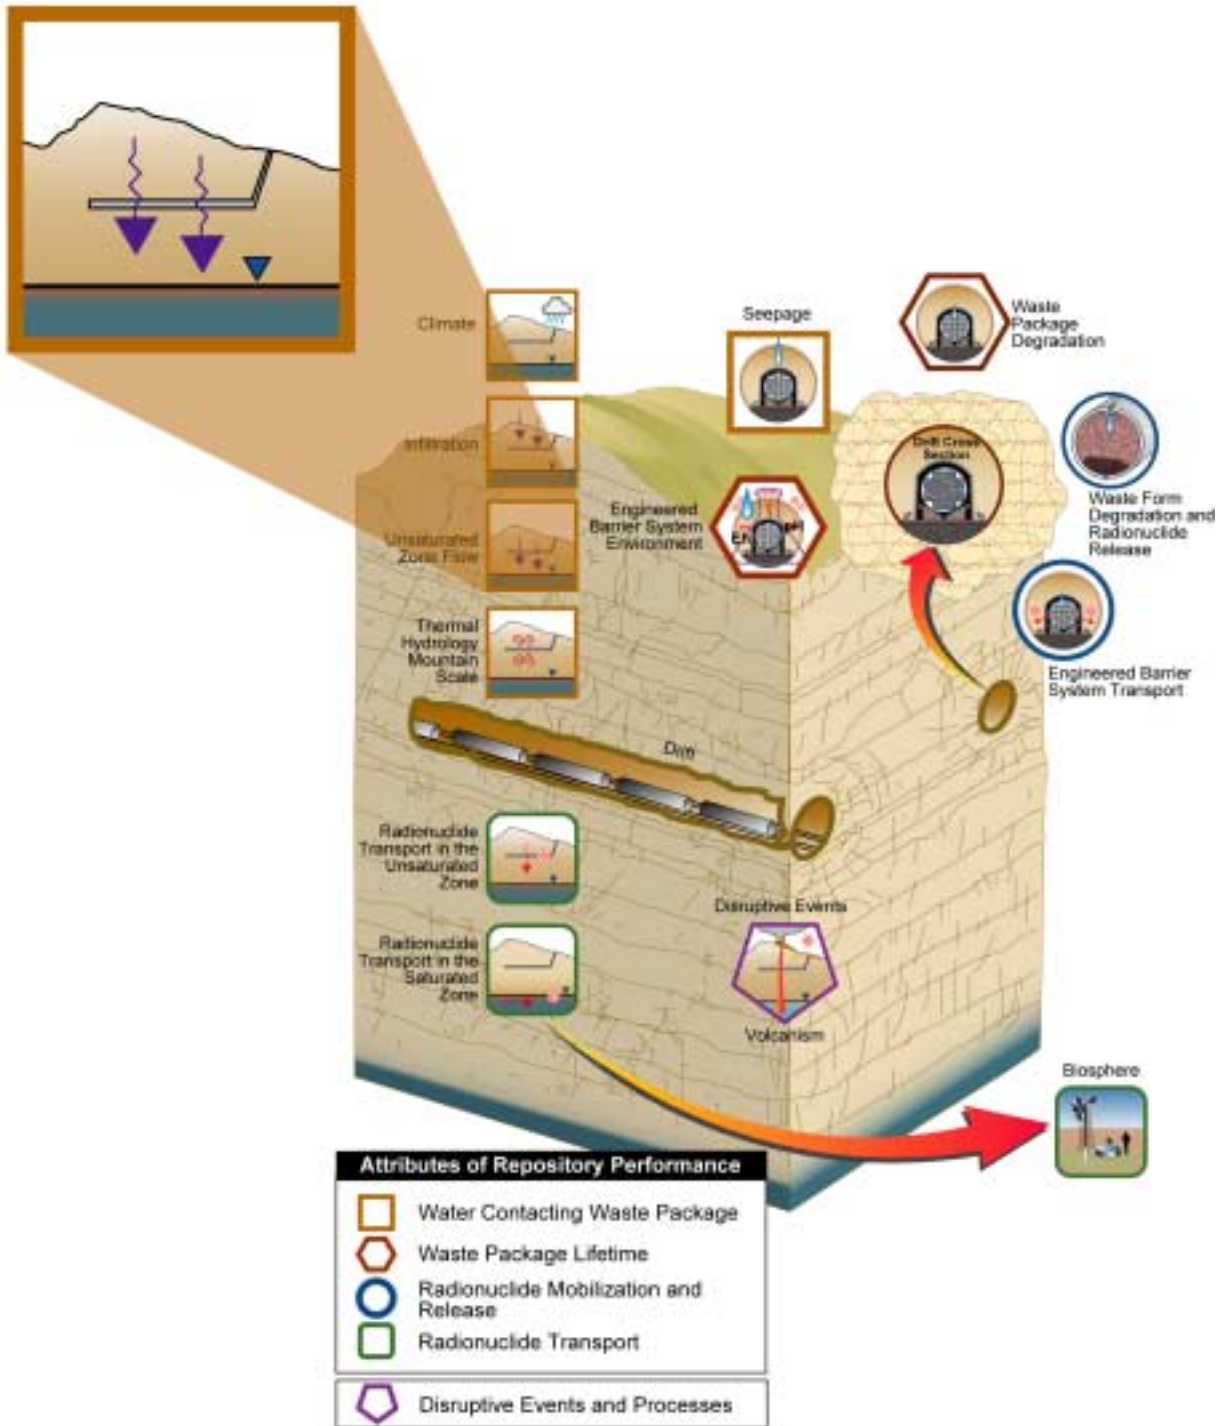 Climate
Infiltration
Unsaturated
Zone Flow
Thermal
Hydrology
Mountain
Scale
Seepage
Engineered
Barrier System
Environment
pH
Waste
Package
Degradation
Drift Cross
Section
Waste Form
Degradation and
Radionuclide
Release
Engineered Barrier
System Transport
Drift
Radionuclide
Transport in the
Unsaturated
Zone
Radionuclide
Transport in the
Saturated
Zone
Disruptive Events
Volcanism
Biosphere
Attributes of Repository Performance
Water Contacting Waste Package
Waste Package Lifetime
Radionuclide Mobilization and
Release
Radionuclide Transport
Disruptive Events and Processes